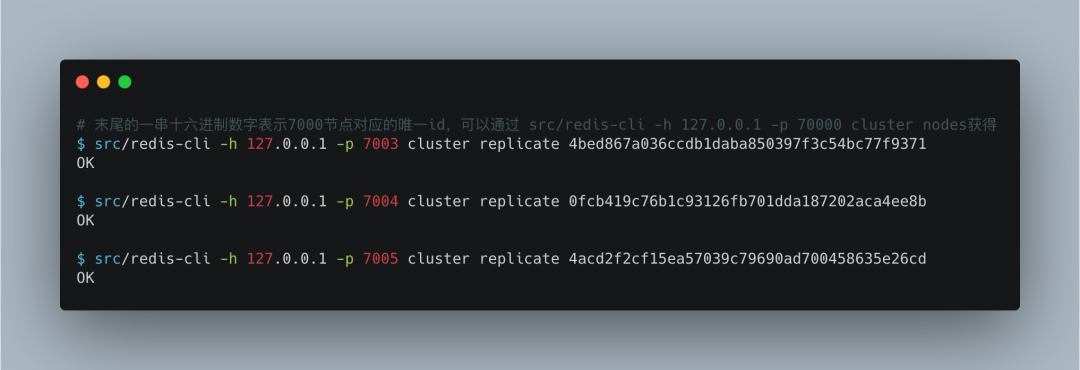 # 末尾的一串十六进制数字表示7000节点对应的唯一id，可以通过 src/redis-cli -h 127.0.0.1 -p 70000 cluster nodes获得
$ src/redis-cli -h 127.0.0.1 -p 7003 cluster replicate 4bed867a036ccdb1daba850397f3c54bc77f9371
OK
$ src/redis-cli -h 127.0.0.1 -p 7004 cluster replicate 0fcb419c76b1c93126fb701dda187202aca4ee8b
OK
$ src/redis-cli -h 127.0.0.1 -p 7005 cluster replicate 4acd2f2cf15ea57039c79690ad700458635e26cd
OK